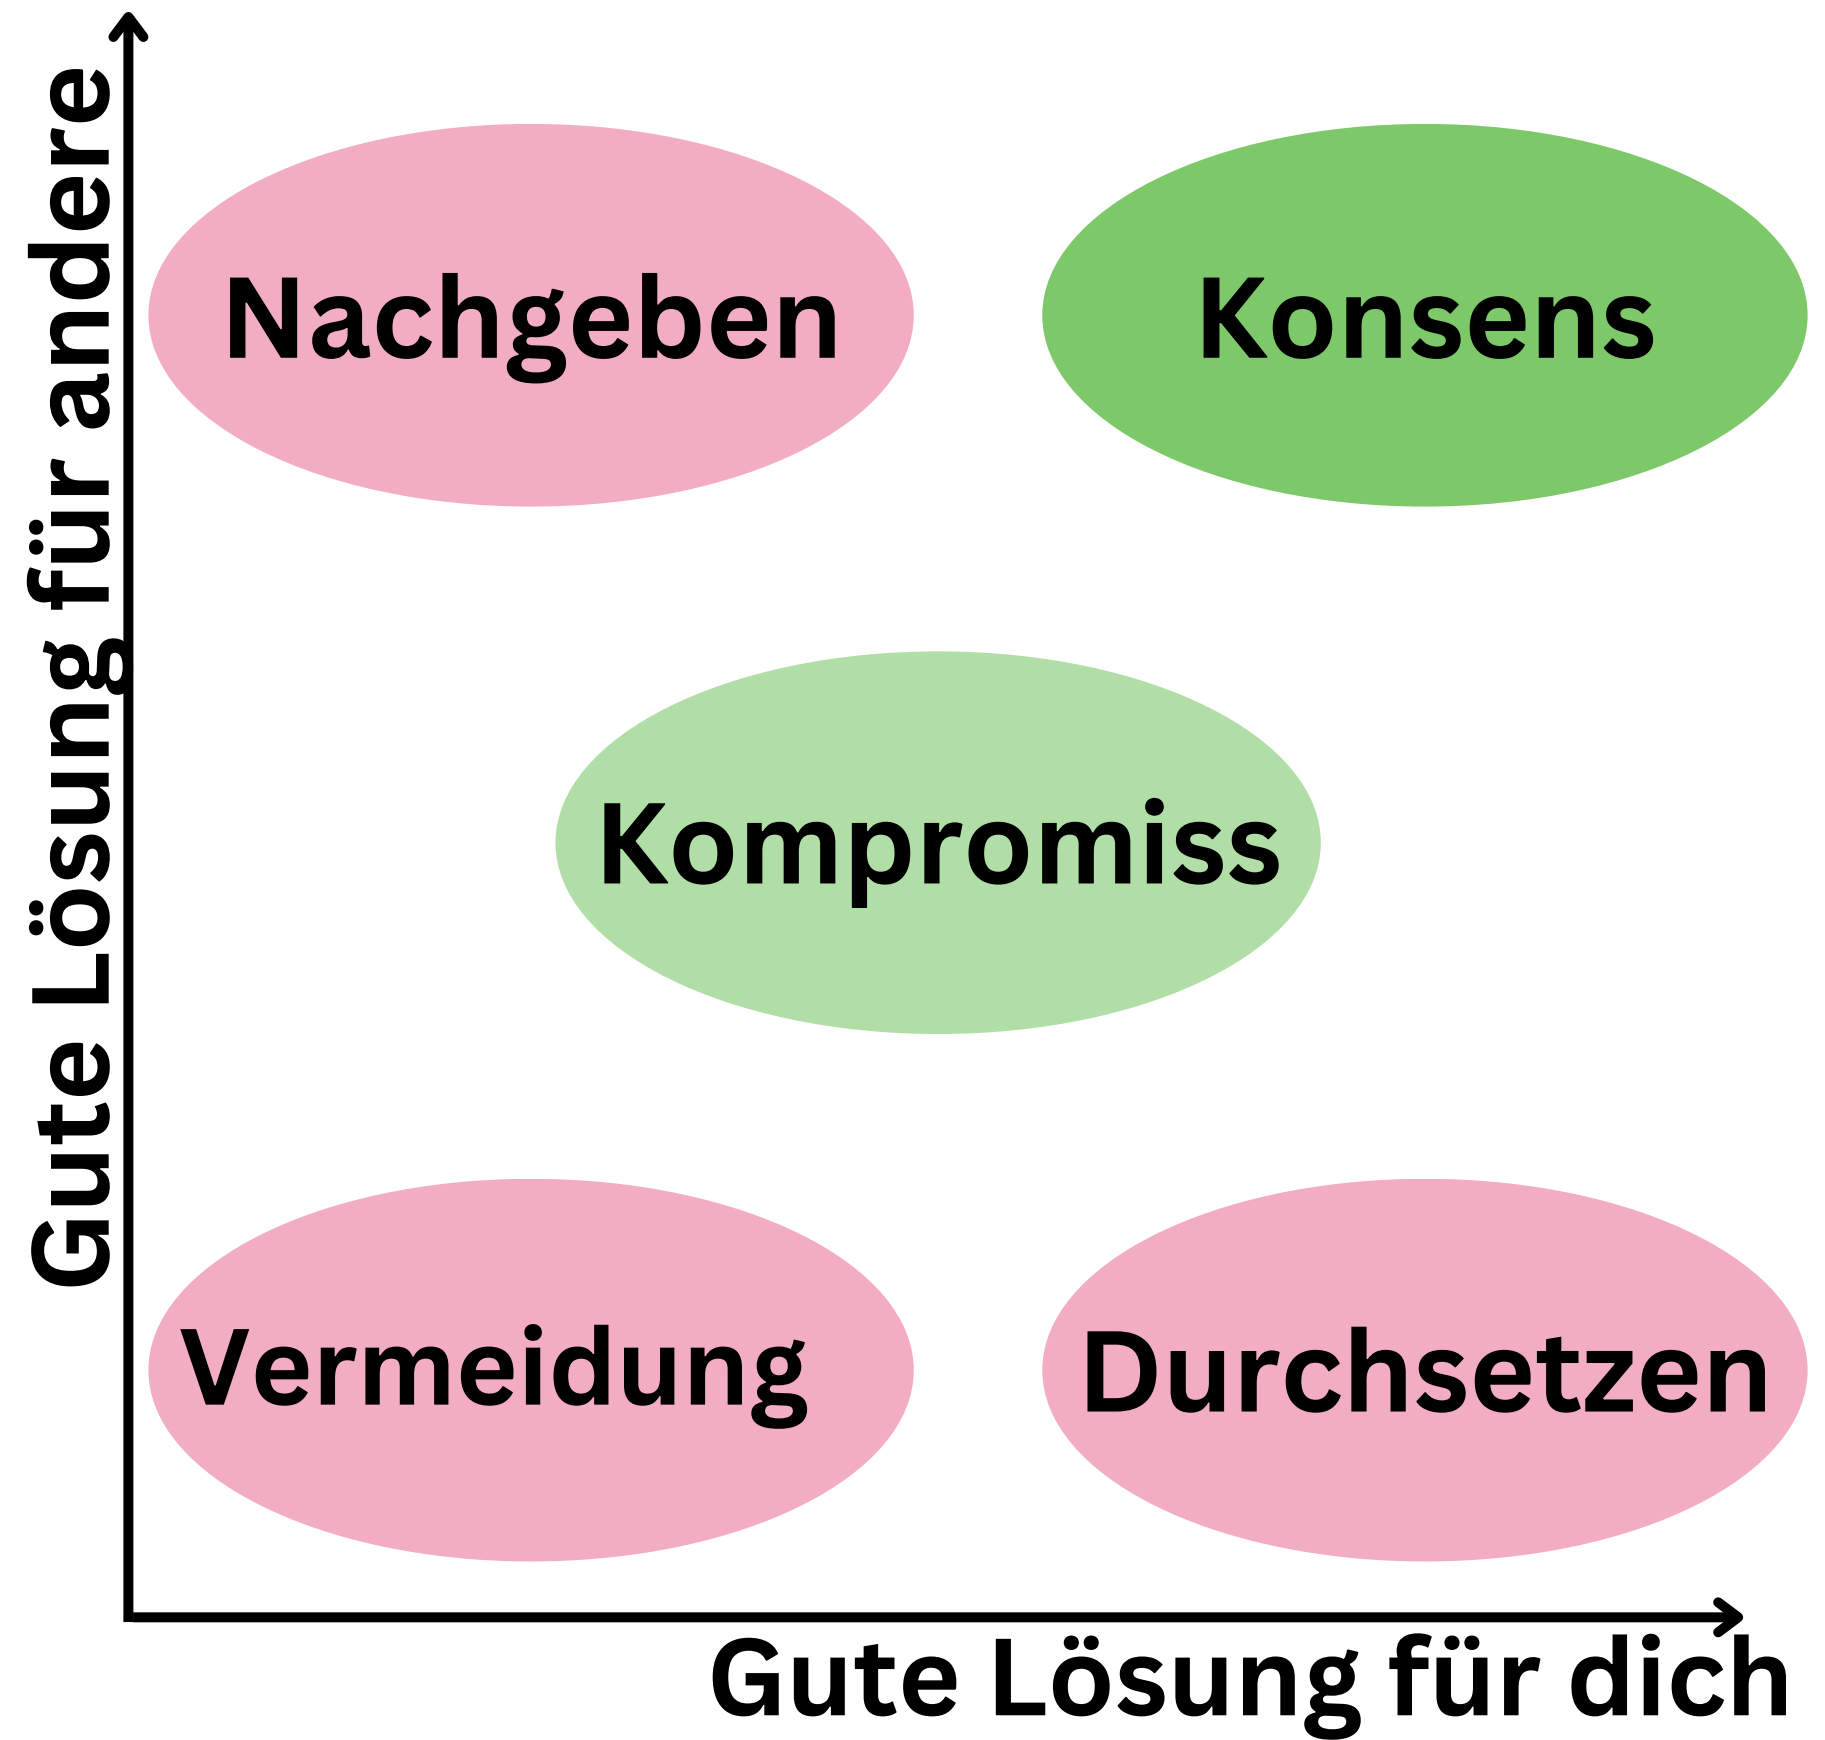 Gute Lösung für andere
Nachgeben
Konsens
Kompromiss
Vermeidung
Durchsetzen
Gute Lösung für dich